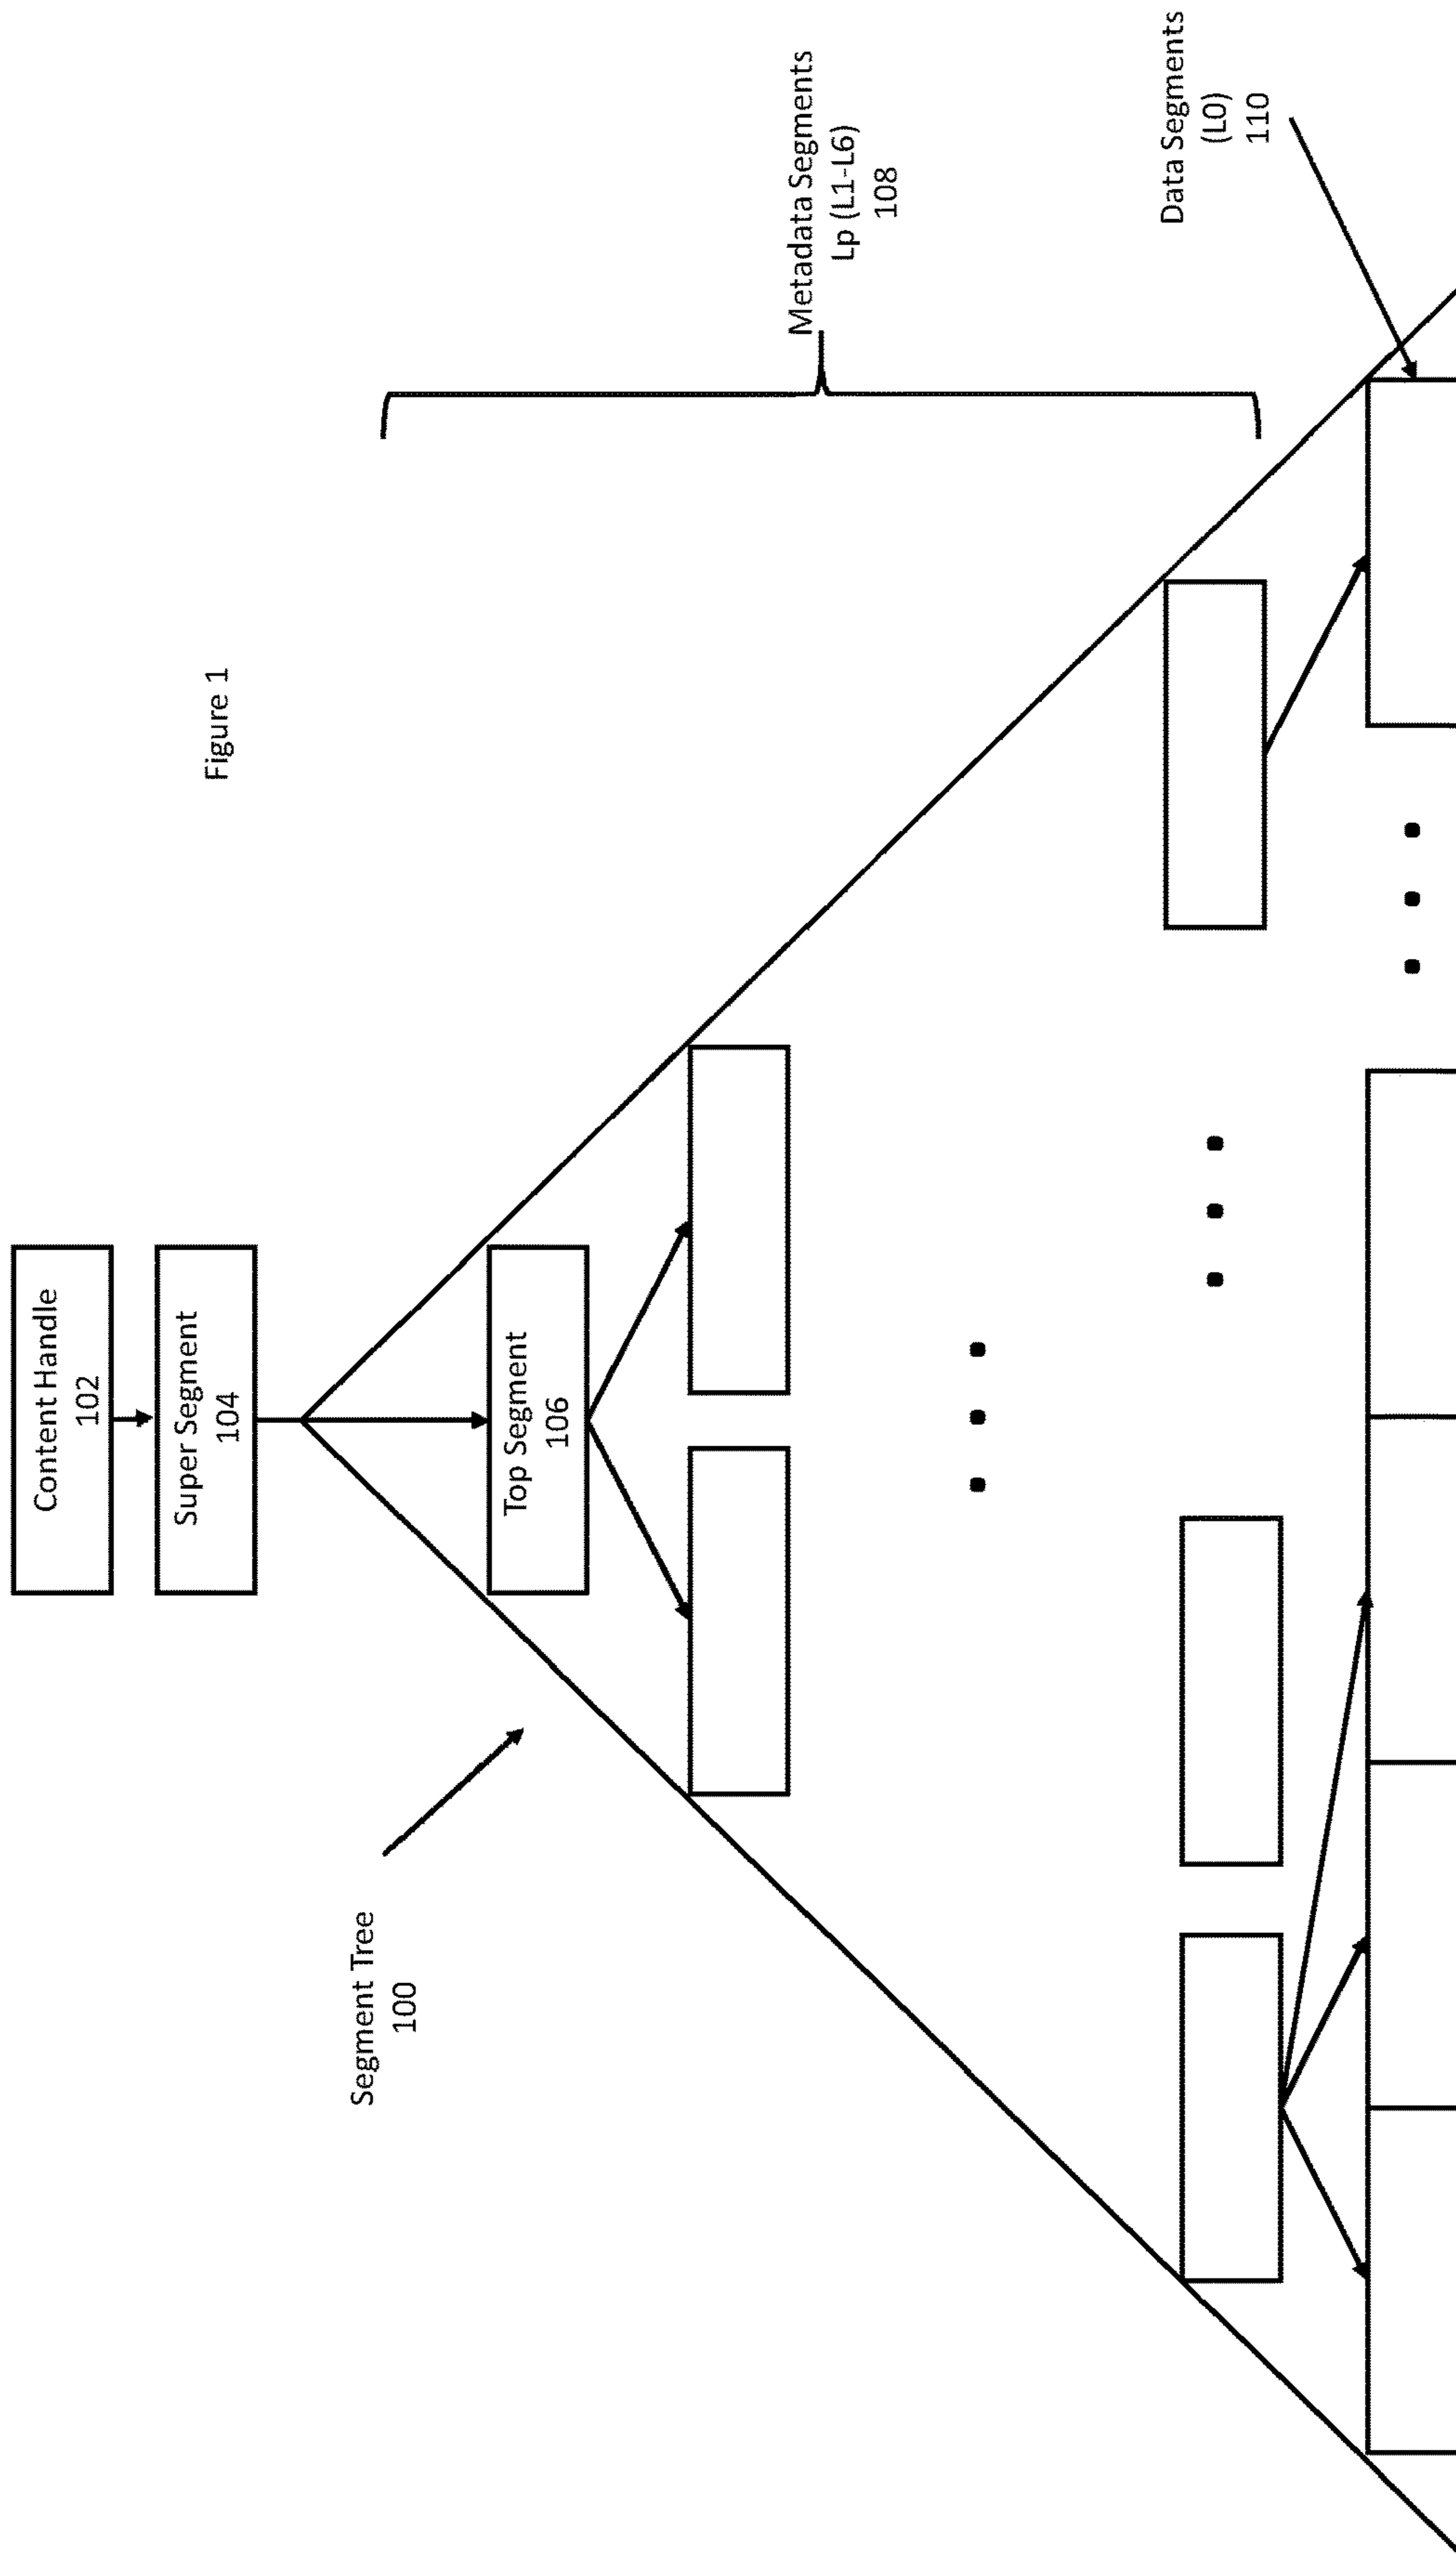 Figure 1
Content Handle
102
Super Segment
104
Segment Tree
100
Top Segment
106
Metadata Segments
Lp (L1-L6)
108
Data Segments
(L0)
110